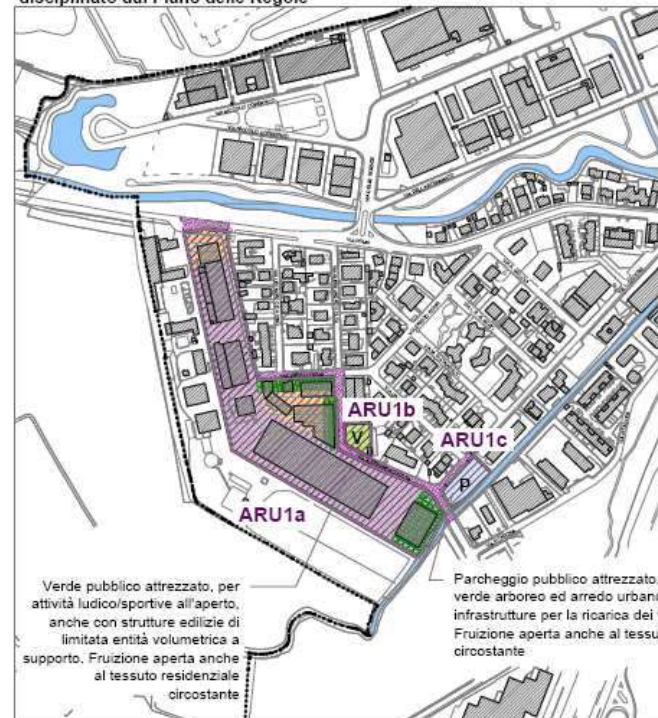 disciplinato dal Piano delle Regole
ARU1b
V
ARU1c
P
ARU1a
Verde pubblico attrezzato, per
attività ludico/sportive all'aperto,
anche con strutture edilizie di
limitata entità volumetrica a
supporto. Fruizione aperta anche
al tessuto residenziale
circostante
Parcheggio pubblico attrezzato,
verde arboreo ed arredo urbano
infrastrutture per la ricarica dei
Fruizione aperta anche al
circostante